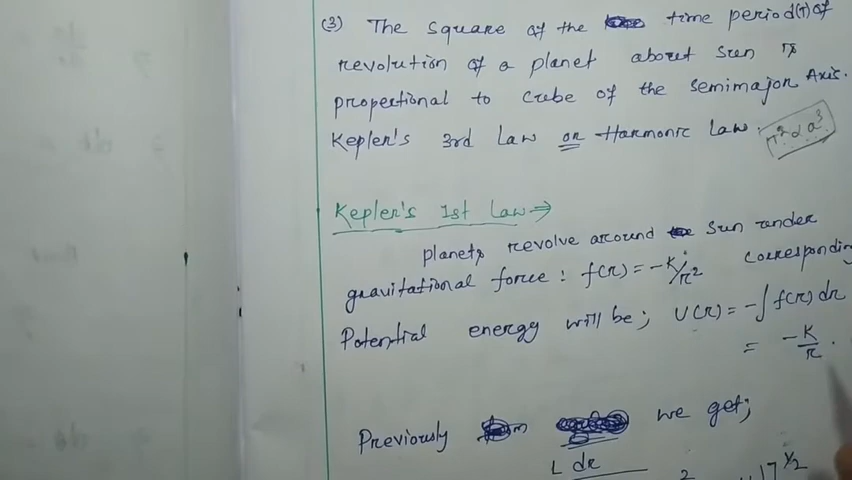 (3) The square of the time period(T) of
revolution of a planet about sun is
propertional to cube of the semimajor Axis.
Kepler's 3rd Law or Harmonic law. T² α a³
Kepler's 1st Law ⇒
planets revolve around sun under
gravitational force: f(r) = -K/r² corresponding
Potential energy will be; U(r) = -∫ f(r) dr
= -K/r .
Previously we get;
L dr